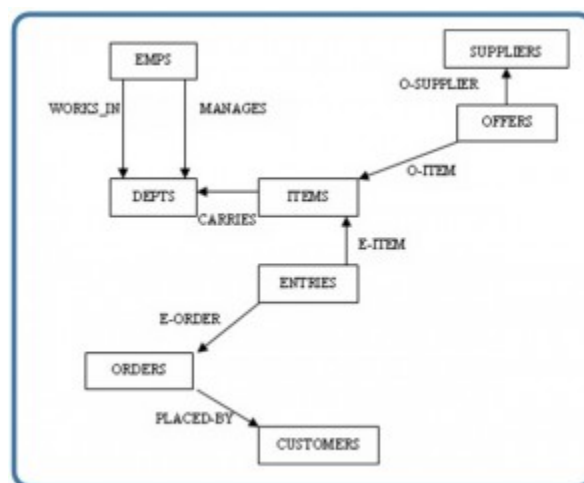 SUPPLIERS
EMPS
O-SUPPLIER
WORKS_IN
MANAGES
OFFERS
O-ITEM
DEPTS
ITEMS
CARRIES
E-ITEM
ENTRIES
E-ORDER
ORDERS
PLACED-BY
CUSTOMERS